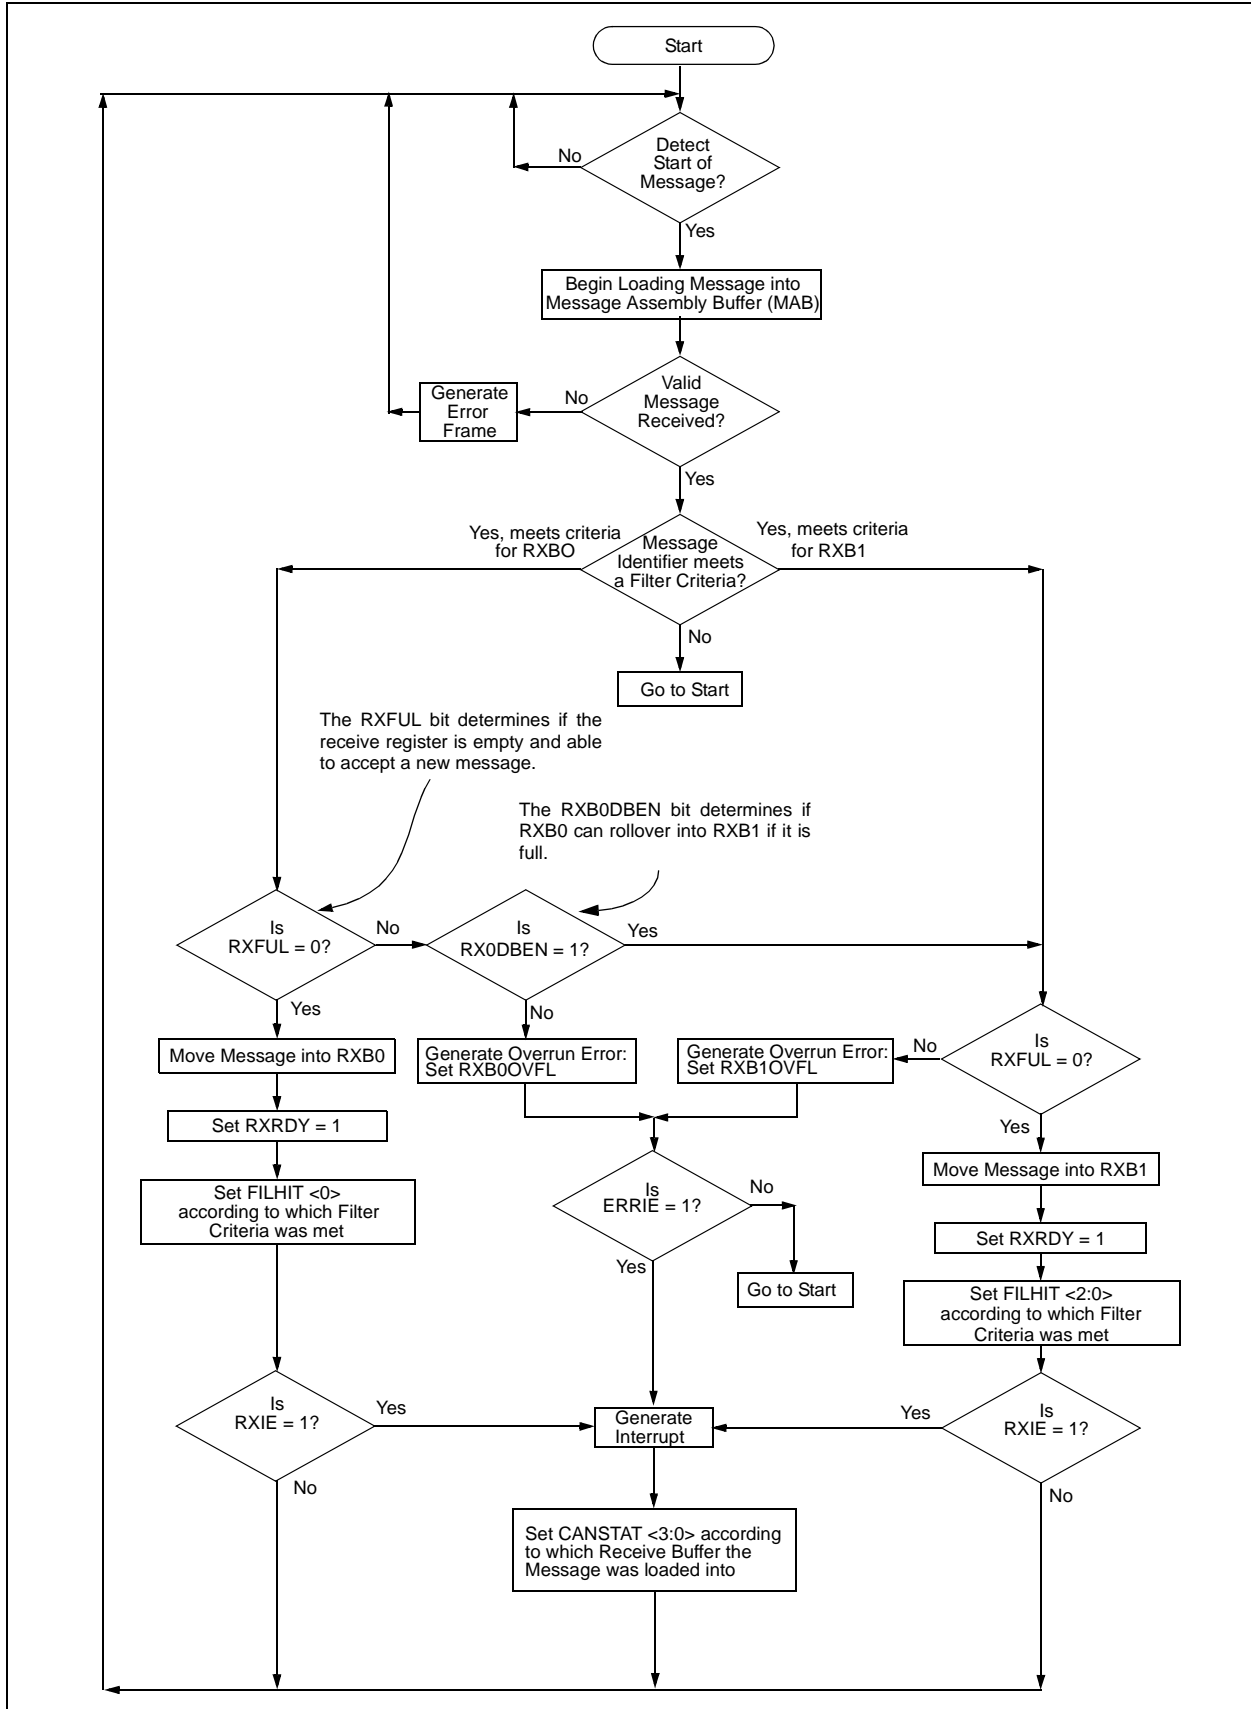 Start
Detect
Start of
Message?
No
Yes
Begin Loading Message into
Message Assembly Buffer (MAB)
Valid
Message
Received?
No
Generate
Error
Frame
Yes
Yes, meets criteria
for RXBO
Message
Identifier meets
a Filter Criteria?
Yes, meets criteria
for RXB1
No
Go to Start
The RXFUL bit determines if the
receive register is empty and able
to accept a new message.
The RXB0DBEN bit determines if
RXB0 can rollover into RXB1 if it is
full.
Is
RXFUL = 0?
No
Is
RX0DBEN = 1?
Yes
Yes
No
Move Message into RXB0
Generate Overrun Error:
Set RXB0OVFL
Generate Overrun Error:
Set RXB1OVFL
No
Is
RXFUL = 0?
Set RXRDY = 1
Yes
Set FILHIT <0>
according to which Filter
Criteria was met
Is
ERRIE = 1?
No
Yes
Go to Start
Move Message into RXB1
Set RXRDY = 1
Set FILHIT <2:0>
according to which Filter
Criteria was met
Is
RXIE = 1?
Yes
Generate
Interrupt
Yes
Is
RXIE = 1?
No
No
Set CANSTAT <3:0> according
to which Receive Buffer the
Message was loaded into